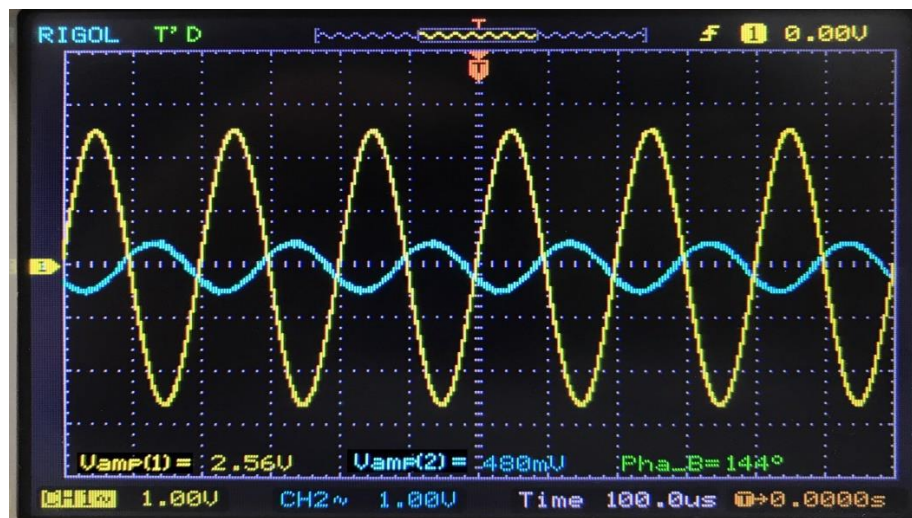 RIGOL T'D T 1 0.00V
T
1
Vamp(1)= 2.56V Vamp(2)= 480mV Pha_B=144°
CH1~ 1.00V CH2~ 1.00V Time 100.0us T→0.0000s